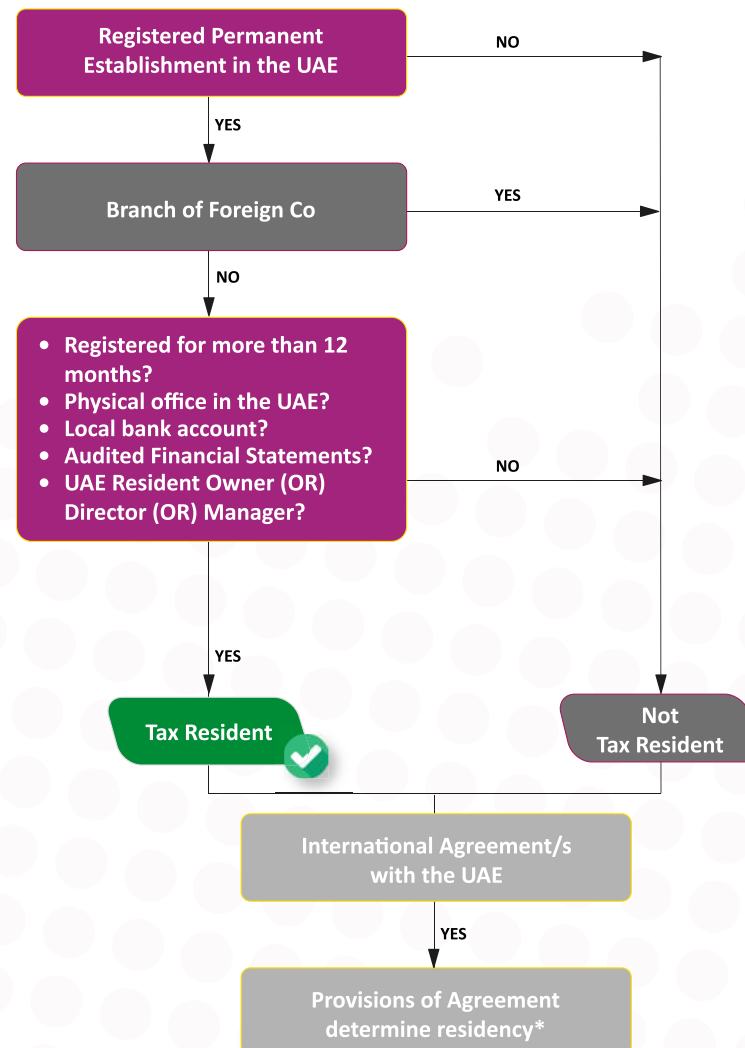 Registered Permanent
Establishment in the UAE
NO
YES
Branch of Foreign Co
YES
NO
• Registered for more than 12
months?
• Physical office in the UAE?
• Local bank account?
• Audited Financial Statements?
• UAE Resident Owner (OR)
Director (OR) Manager?
NO
YES
Tax Resident
Not
Tax Resident
International Agreement/s
with the UAE
YES
Provisions of Agreement
determine residency*